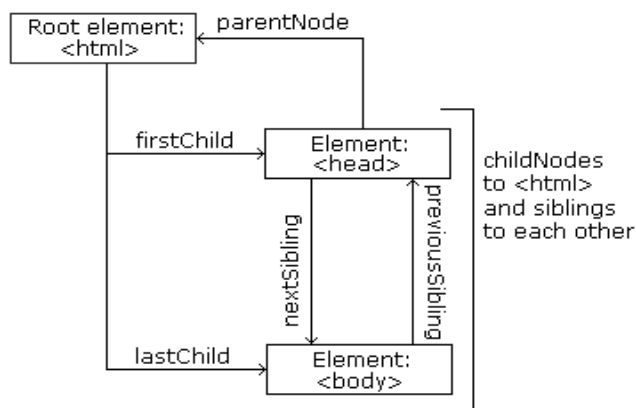 Root element:
<html>
parentNode
firstChild
Element:
<head>
childNodes
to <html>
and siblings
to each other
nextSibling
previousSibling
lastChild
Element:
<body>